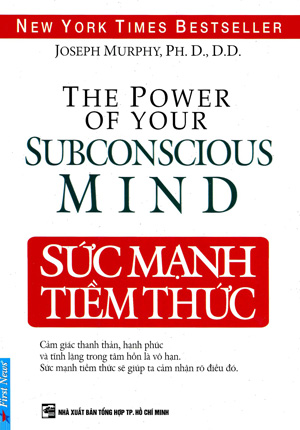 NEW YORK TIMES BESTSELLER
JOSEPH MURPHY, PH. D., D.D.
THE POWER
OF YOUR
SUBCONSCIOUS
MIND
SỨC MẠNH
TIỀM THỨC
Cảm giác thanh thản, hạnh phúc
và tĩnh lặng trong tâm hồn là vô hạn.
Sức mạnh tiềm thức sẽ giúp ta cảm nhận rõ điều đó.
First News
NHÀ XUẤT BẢN TỔNG HỢP TP. HỒ CHÍ MINH